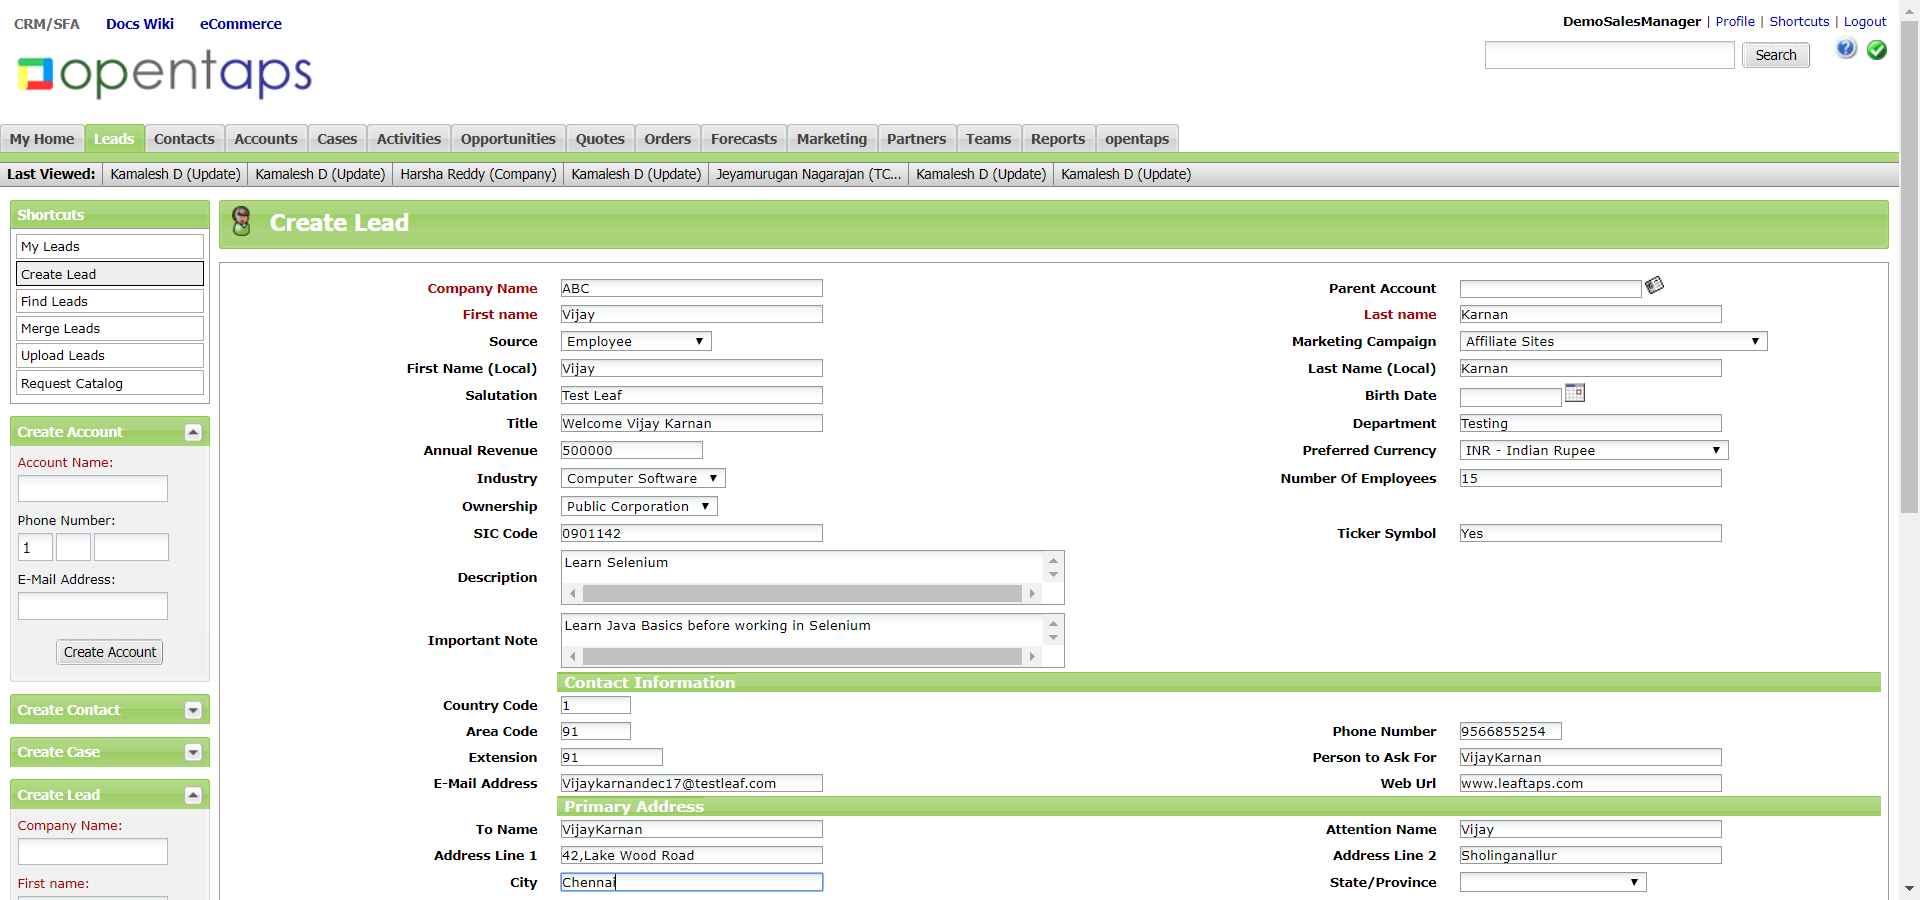 CRM/SFA Docs Wiki eCommerce
DemoSalesManager | Profile | Shortcuts | Logout
Search
opentaps
My Home Leads Contacts Accounts Cases Activities Opportunities Quotes Orders Forecasts Marketing Partners Teams Reports opentaps
Last Viewed: Kamalesh D (Update) Kamalesh D (Update) Harsha Reddy (Company) Kamalesh D (Update) Jeyamurugan Nagarajan (TC... Kamalesh D (Update) Kamalesh D (Update)
Shortcuts
My Leads
Create Lead
Find Leads
Merge Leads
Upload Leads
Request Catalog
Create Account
Account Name:
Phone Number:
1
E-Mail Address:
Create Account
Create Contact
Create Case
Create Lead
Company Name:
First name:
Create Lead
Company Name ABC Parent Account
First name Vijay Last name Karnan
Source Employee Marketing Campaign Affiliate Sites
First Name (Local) Vijay Last Name (Local) Karnan
Salutation Test Leaf Birth Date
Title Welcome Vijay Karnan Department Testing
Annual Revenue 500000 Preferred Currency INR - Indian Rupee
Industry Computer Software Number Of Employees 15
Ownership Public Corporation
SIC Code 0901142 Ticker Symbol Yes
Description Learn Selenium
Important Note Learn Java Basics before working in Selenium
Contact Information
Country Code 1
Area Code 91 Phone Number 9566855254
Extension 91 Person to Ask For VijayKarnan
E-Mail Address Vijaykarnandec17@testleaf.com Web Url www.leaftaps.com
Primary Address
To Name VijayKarnan Attention Name Vijay
Address Line 1 42,Lake Wood Road Address Line 2 Sholinganallur
City Chennai State/Province